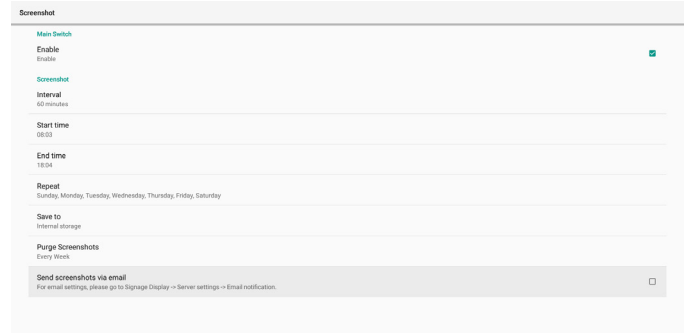 Screenshot
Main Switch
Enable
Enable
Screenshot
Interval
60 minutes
Start time
08:03
End time
18:04
Repeat
Sunday, Monday, Tuesday, Wednesday, Thursday, Friday, Saturday
Save to
Internal storage
Purge Screenshots
Every Week
Send screenshots via email
For email settings, please go to Signage Display -> Server settings -> Email notification.